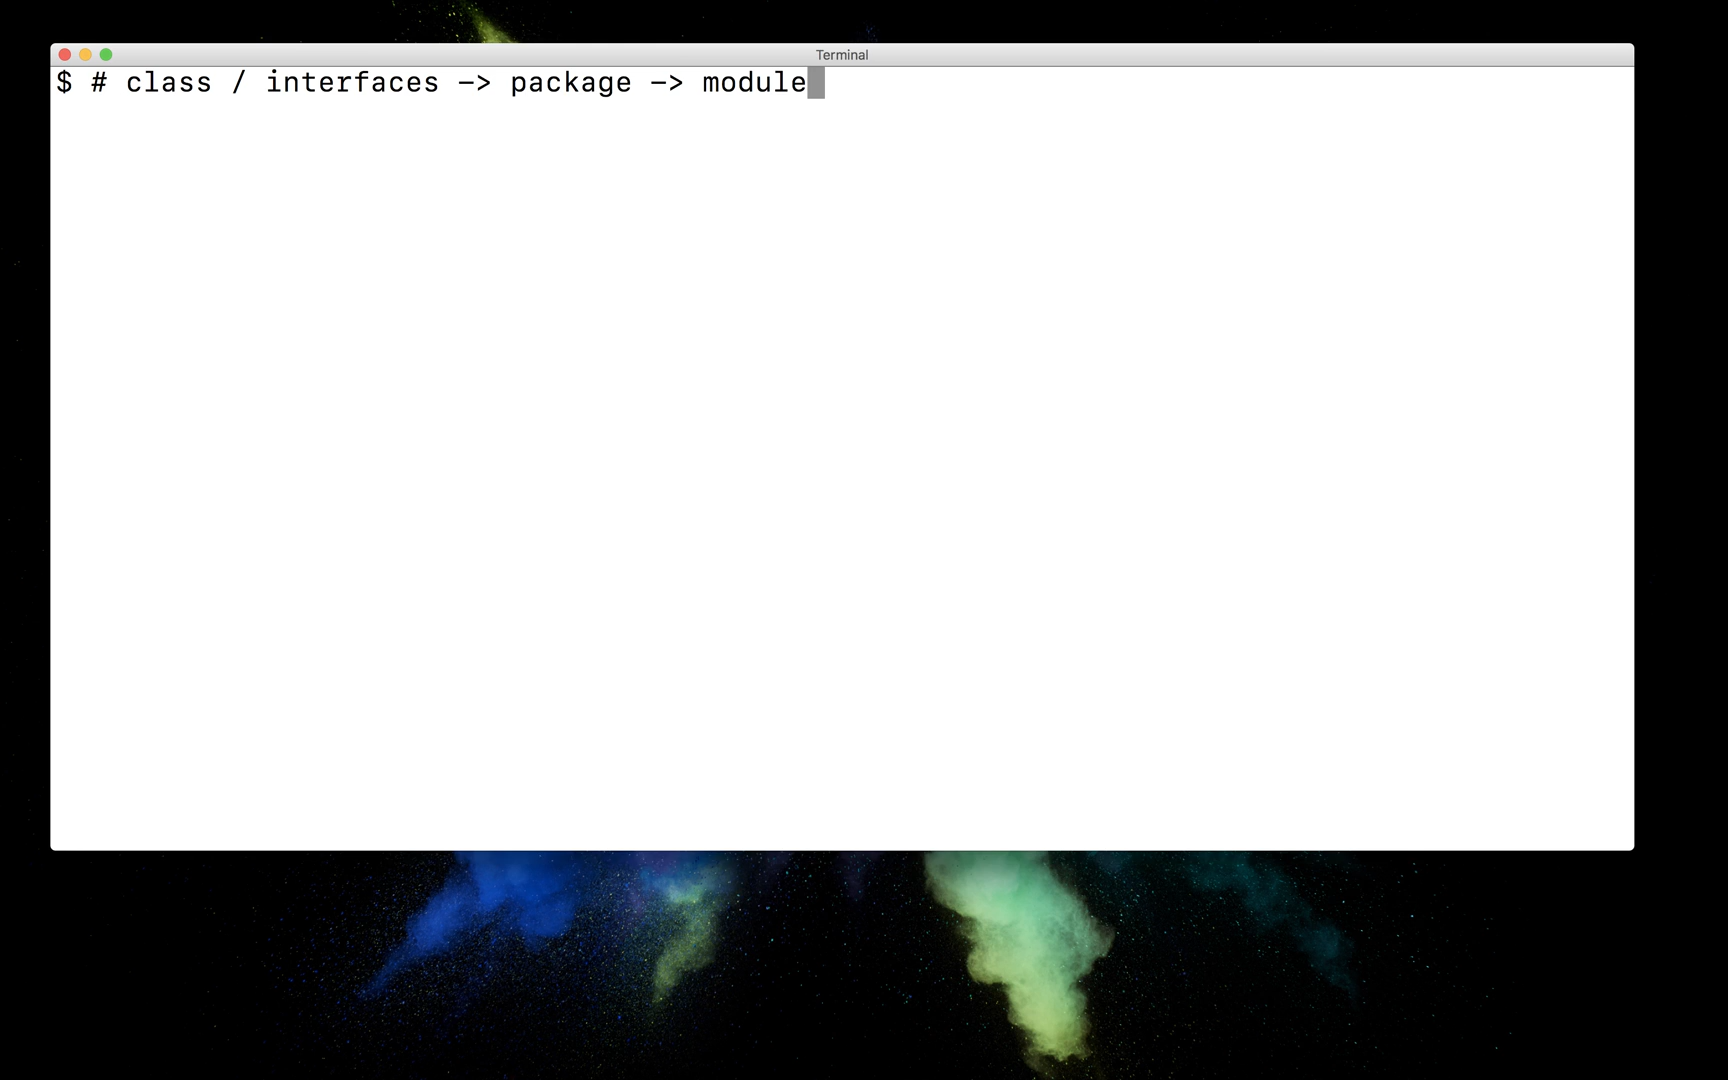 Terminal
$ # class / interfaces -> package -> module